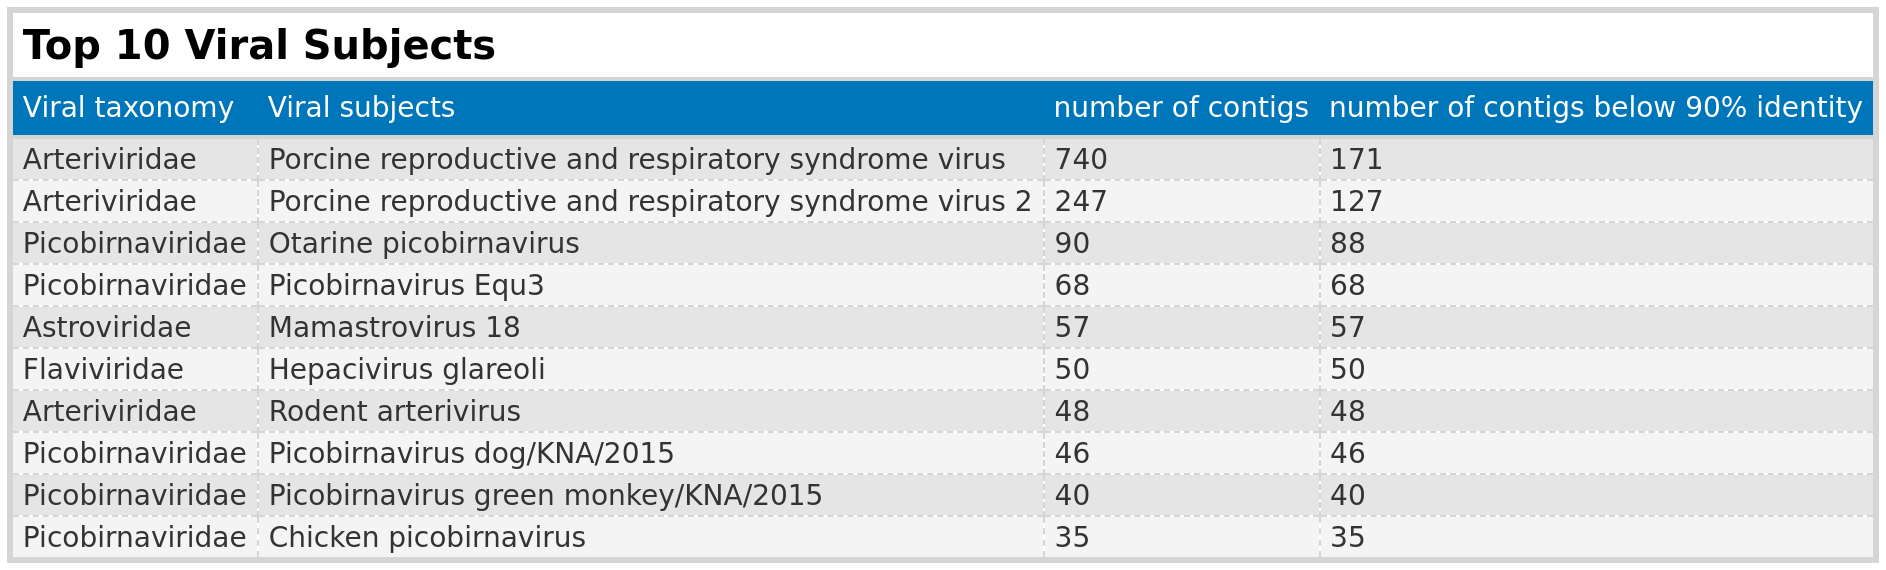 Top 10 Viral Subjects
Viral taxonomy Viral subjects number of contigs number of contigs below 90% identity
Arteriviridae Porcine reproductive and respiratory syndrome virus 740 171
Arteriviridae Porcine reproductive and respiratory syndrome virus 2 247 127
Picobirnaviridae Otarine picobirnavirus 90 88
Picobirnaviridae Picobirnavirus Equ3 68 68
Astroviridae Mamastrovirus 18 57 57
Flaviviridae Hepacivirus glareoli 50 50
Arteriviridae Rodent arterivirus 48 48
Picobirnaviridae Picobirnavirus dog/KNA/2015 46 46
Picobirnaviridae Picobirnavirus green monkey/KNA/2015 40 40
Picobirnaviridae Chicken picobirnavirus 35 35